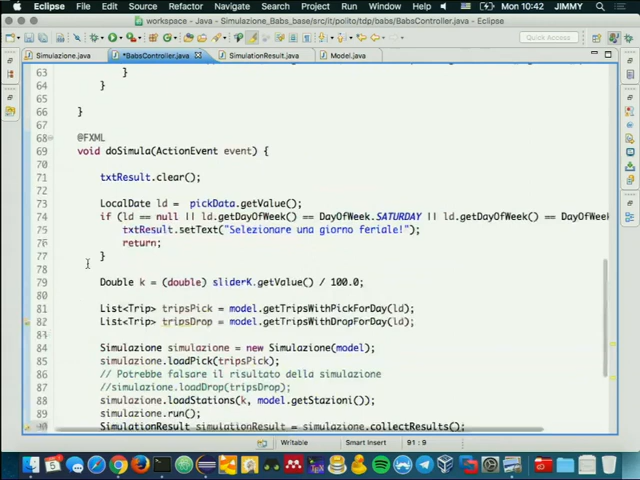 Eclipse File Edit Source Refactor Navigate Search Project Run Window Mon 10:42 JIMMY
workspace - Java - Simulazione_Babs_base/src/it/polito/tdp/babs/BabsController.java - Eclipse
Quick Access
Simulazione.java *BabsController.java SimulationResult.java Model.java
63 }
64 }
65
66 }
67
68 @FXML
69 void doSimula(ActionEvent event) {
70
71 txtResult.clear();
72
73 LocalDate ld = pickData.getValue();
74 if (ld == null || ld.getDayOfWeek() == DayOfWeek.SATURDAY || ld.getDayOfWeek() == DayOfWe
75 txtResult.setText("Selezionare una giorno feriale!");
76 return;
77 }
78
79 Double k = (double) sliderK.getValue() / 100.0;
80
81 List<Trip> tripsPick = model.getTripsWithPickForDay(ld);
82 List<Trip> tripsDrop = model.getTripsWithDropForDay(ld);
83
84 Simulazione simulazione = new Simulazione(model);
85 simulazione.loadPick(tripsPick);
86 // Potrebbe falsare il risultato della simulazione
87 //simulazione.loadDrop(tripsDrop);
88 simulazione.loadStations(k, model.getStazioni());
89 simulazione.run();
90 SimulationResult simulationResult = simulazione.collectResults();
Writable Smart Insert 91 : 9